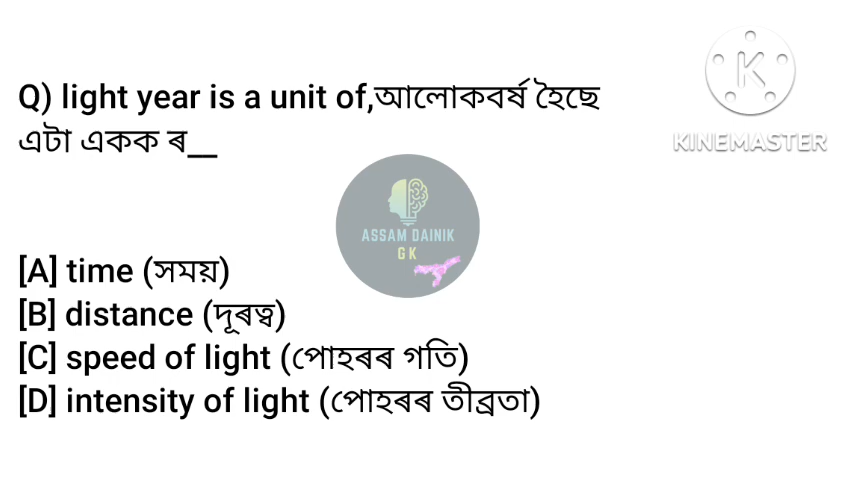 Q) light year is a unit of,আলোকবৰ্ষ হৈছে
এটা একক ৰ__
KINEMASTER
ASSAM DAINIK
GK
[A] time (সময়)
[B] distance (দূৰত্ব)
[C] speed of light (পোহৰৰ গতি)
[D] intensity of light (পোহৰৰ তীব্ৰতা)